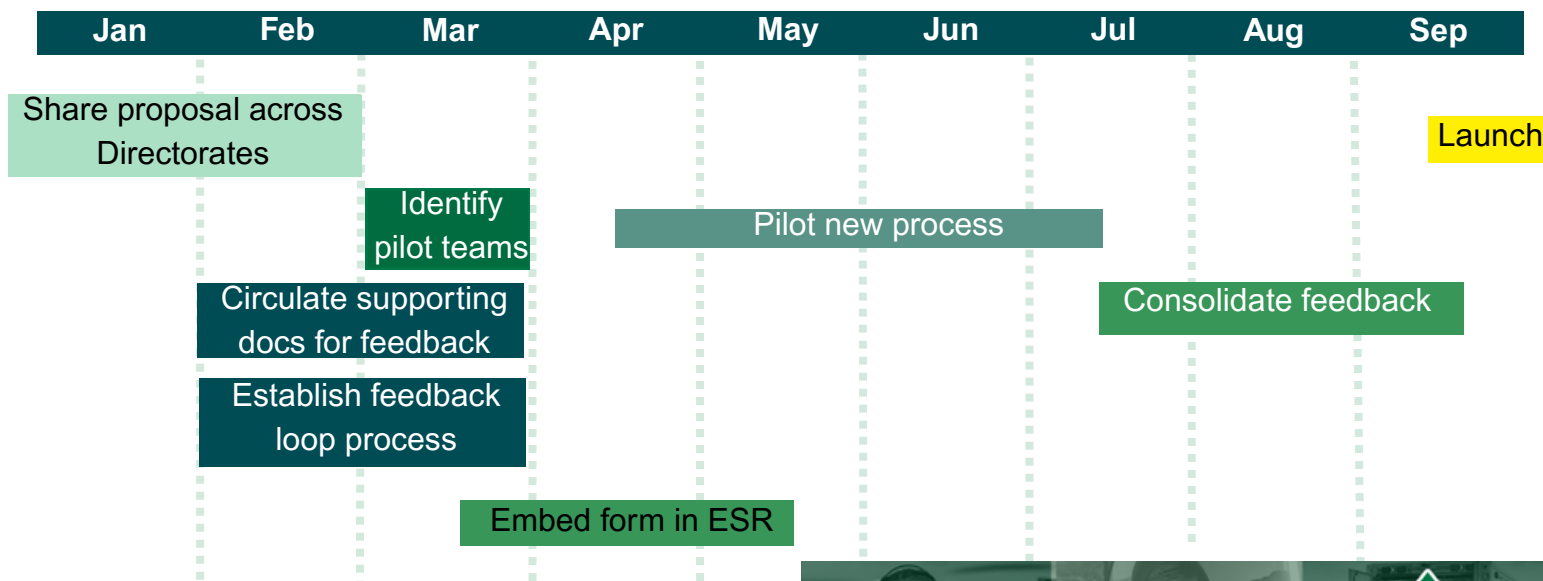 Jan Feb Mar Apr May Jun Jul Aug Sep
Share proposal across
Directorates
Launch
Identify
pilot teams
Pilot new process
Circulate supporting
docs for feedback
Consolidate feedback
Establish feedback
loop process
Embed form in ESR